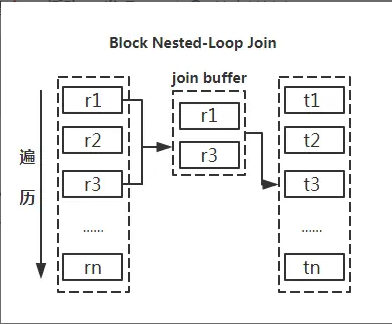 Block Nested-Loop Join
join buffer
遍
历
r1
r2
r3
......
rn
r1
r3
t1
t2
t3
......
tn